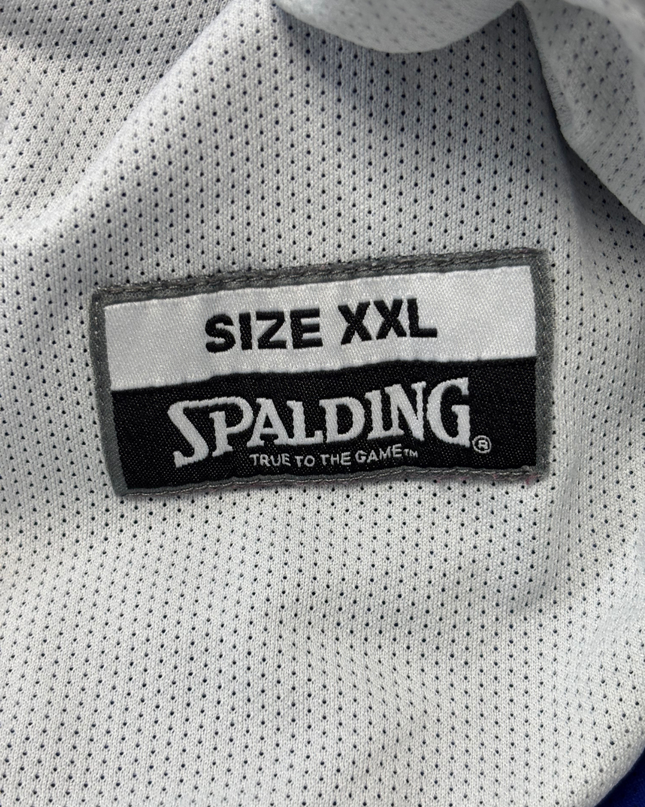 SIZE XXL
SPALDING®
TRUE TO THE GAME™